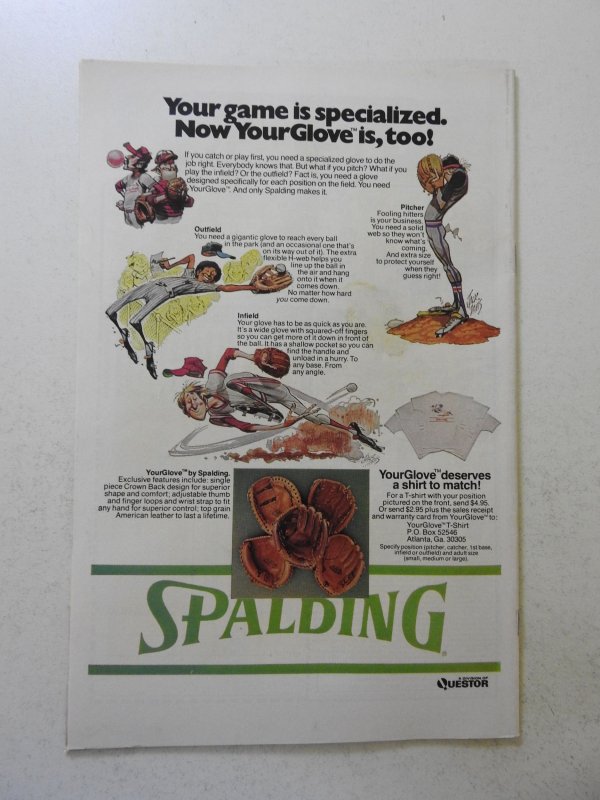 Your game is specialized.
Now YourGlove™ is, too!
If you catch or play first, you need a specialized glove to do the
job right. Everybody knows that. But what if you pitch? What if you
play the infield? Or the outfield? Fact is, you need a glove
designed specifically for each position on the field. You need
YourGlove™. And only Spalding makes it.
Pitcher
Fooling hitters
is your business.
You need a solid
web so they won't
know what's
coming.
And extra size
to protect yourself
when they
guess right!
Outfield
You need a gigantic glove to reach every ball
in the park (and an occasional one that's
on its way out of it). The extra
flexible H-web helps you
line up the ball in
the air and hang
onto it when it
comes down.
No matter how hard
you come down.
Infield
Your glove has to be as quick as you are.
It's a wide glove with squared-off fingers
so you can get more of it down in front of
the ball. It has a shallow pocket so you can
find the handle and
unload in a hurry. To
any base. From
any angle.
YourGlove™ by Spalding.
Exclusive features include: single
piece Crown Back design for superior
shape and comfort; adjustable thumb
and finger loops and wrist strap to fit
any hand for superior control; top grain
American leather to last a lifetime.
YourGlove™ deserves
a shirt to match!
For a T-shirt with your position
pictured on the front, send $4.95.
Or send $2.95 plus the sales receipt
and warranty card from YourGlove™ to:
YourGlove™ T-Shirt
P.O. Box 52546
Atlanta, Ga. 30305
Specify position (pitcher, catcher, 1st base,
infield or outfield) and adult size
(small, medium or large).
SPALDING
A DIVISION OF
QUESTOR